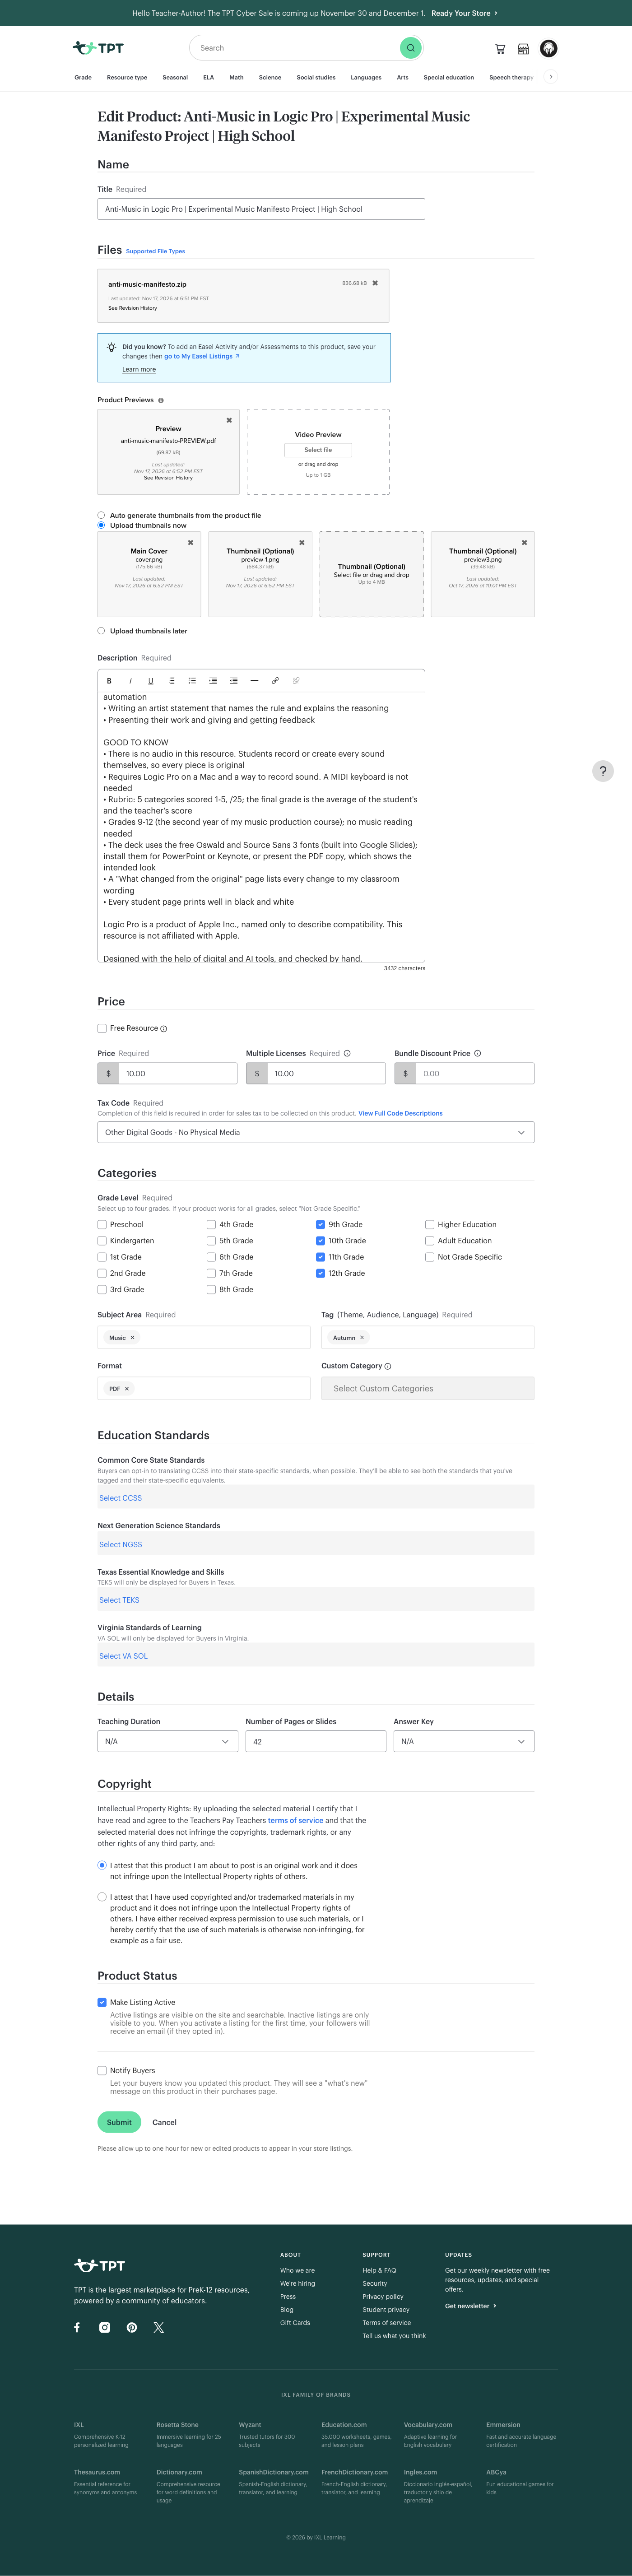 Hello Teacher-Author! The TPT Cyber Sale is coming up November 30 and December 1. Ready Your Store
TPT
Search
Grade Resource type Seasonal ELA Math Science Social studies Languages Arts Special education Speech therapy
Edit Product: Anti-Music in Logic Pro | Experimental Music
Manifesto Project | High School
Name
Title Required
Anti-Music in Logic Pro | Experimental Music Manifesto Project | High School
Files Supported File Types
anti-music-manifesto.zip 836.68 kB
Last updated: Nov 17, 2026 at 6:51 PM EST
See Revision History
Did you know? To add an Easel Activity and/or Assessments to this product, save your
changes then go to My Easel Listings
Learn more
Product Previews
Preview
anti-music-manifesto-PREVIEW.pdf
(69.87 kB)
Last updated:
Nov 17, 2026 at 6:52 PM EST
See Revision History
Video Preview
Select file
or drag and drop
Up to 1 GB
Auto generate thumbnails from the product file
Upload thumbnails now
Main Cover
cover.png
(175.66 kB)
Last updated:
Nov 17, 2026 at 6:52 PM EST
Thumbnail (Optional)
preview-1.png
(684.37 kB)
Last updated:
Nov 17, 2026 at 6:52 PM EST
Thumbnail (Optional)
Select file or drag and drop
Up to 4 MB
Thumbnail (Optional)
preview3.png
(39.48 kB)
Last updated:
Oct 17, 2026 at 10:01 PM EST
Upload thumbnails later
Description Required
B I U
automation
• Writing an artist statement that names the rule and explains the reasoning
• Presenting their work and giving and getting feedback
GOOD TO KNOW
• There is no audio in this resource. Students record or create every sound
themselves, so every piece is original
• Requires Logic Pro on a Mac and a way to record sound. A MIDI keyboard is not
needed
• Rubric: 5 categories scored 1-5, /25; the final grade is the average of the student's
and the teacher's score
• Grades 9-12 (the second year of my music production course); no music reading
needed
• The deck uses the free Oswald and Source Sans 3 fonts (built into Google Slides);
install them for PowerPoint or Keynote, or present the PDF copy, which shows the
intended look
• A "What changed from the original" page lists every change to my classroom
wording
• Every student page prints well in black and white
Logic Pro is a product of Apple Inc., named only to describe compatibility. This
resource is not affiliated with Apple.
Designed with the help of digital and AI tools, and checked by hand.
3432 characters
Price
Free Resource
Price Required
$ 10.00
Multiple Licenses Required
$ 10.00
Bundle Discount Price
$ 0.00
Tax Code Required
Completion of this field is required in order for sales tax to be collected on this product. View Full Code Descriptions
Other Digital Goods - No Physical Media
Categories
Grade Level Required
Select up to four grades. If your product works for all grades, select "Not Grade Specific."
Preschool 4th Grade 9th Grade Higher Education
Kindergarten 5th Grade 10th Grade Adult Education
1st Grade 6th Grade 11th Grade Not Grade Specific
2nd Grade 7th Grade 12th Grade
3rd Grade 8th Grade
Subject Area Required
Music
Tag (Theme, Audience, Language) Required
Autumn
Format
PDF
Custom Category
Select Custom Categories
Education Standards
Common Core State Standards
Buyers can opt-in to translating CCSS into their state-specific standards, when possible. They'll be able to see both the standards that you've
tagged and their state-specific equivalents.
Select CCSS
Next Generation Science Standards
Select NGSS
Texas Essential Knowledge and Skills
TEKS will only be displayed for Buyers in Texas.
Select TEKS
Virginia Standards of Learning
VA SOL will only be displayed for Buyers in Virginia.
Select VA SOL
Details
Teaching Duration
N/A
Number of Pages or Slides
42
Answer Key
N/A
Copyright
Intellectual Property Rights: By uploading the selected material I certify that I
have read and agree to the Teachers Pay Teachers terms of service and that the
selected material does not infringe the copyrights, trademark rights, or any
other rights of any third party, and:
I attest that this product I am about to post is an original work and it does
not infringe upon the Intellectual Property rights of others.
I attest that I have used copyrighted and/or trademarked materials in my
product and it does not infringe upon the Intellectual Property rights of
others. I have either received express permission to use such materials, or I
hereby certify that the use of such materials is otherwise non-infringing, for
example as a fair use.
Product Status
Make Listing Active
Active listings are visible on the site and searchable. Inactive listings are only
visible to you. When you activate a listing for the first time, your followers will
receive an email (if they opted in).
Notify Buyers
Let your buyers know you updated this product. They will see a "what's new"
message on this product in their purchases page.
Submit Cancel
Please allow up to one hour for new or edited products to appear in your store listings.
?
TPT
TPT is the largest marketplace for PreK-12 resources,
powered by a community of educators.
ABOUT
Who we are
We're hiring
Press
Blog
Gift Cards
SUPPORT
Help & FAQ
Security
Privacy policy
Student privacy
Terms of service
Tell us what you think
UPDATES
Get our weekly newsletter with free
resources, updates, and special
offers.
Get newsletter
IXL FAMILY OF BRANDS
IXL
Comprehensive K-12
personalized learning
Rosetta Stone
Immersive learning for 25
languages
Wyzant
Trusted tutors for 300
subjects
Education.com
35,000 worksheets, games,
and lesson plans
Vocabulary.com
Adaptive learning for
English vocabulary
Emmersion
Fast and accurate language
certification
Thesaurus.com
Essential reference for
synonyms and antonyms
Dictionary.com
Comprehensive resource
for word definitions and
usage
SpanishDictionary.com
Spanish-English dictionary,
translator, and learning
FrenchDictionary.com
French-English dictionary,
translator, and learning
Ingles.com
Diccionario inglés-español,
traductor y sitio de
aprendizaje
ABCya
Fun educational games for
kids
© 2026 by IXL Learning